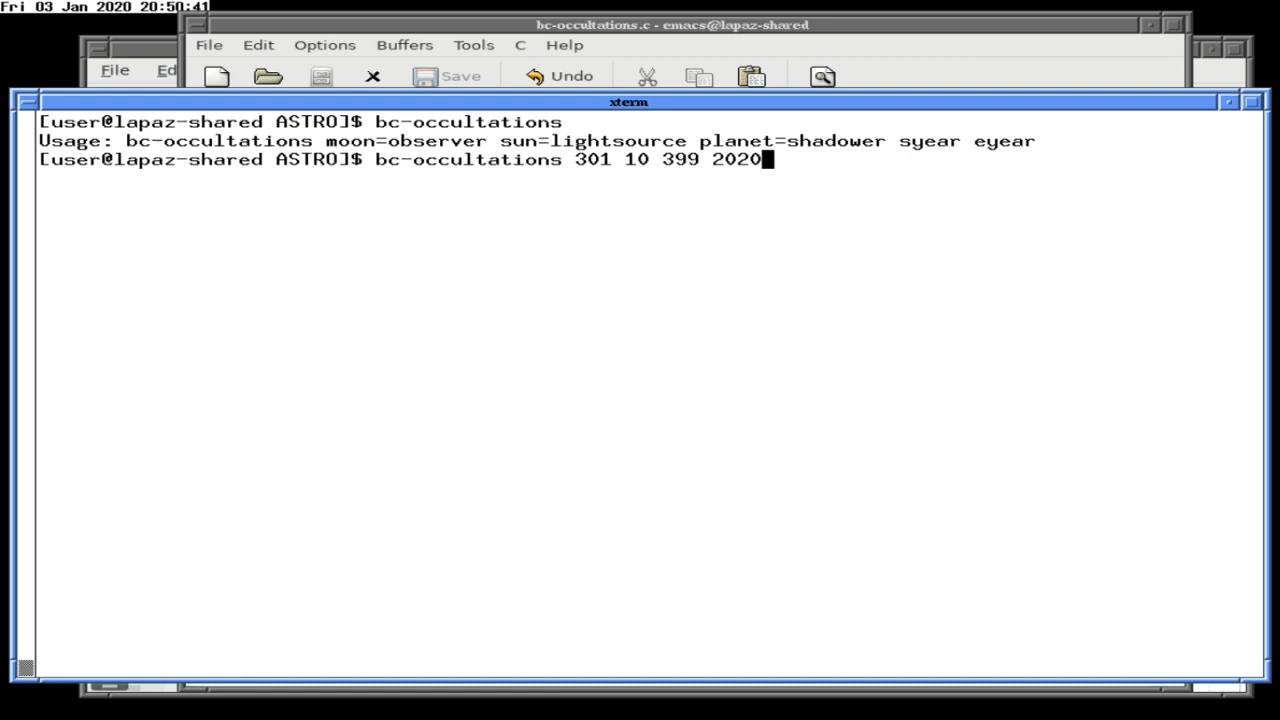 Fri 03 Jan 2020 20:50:41
bc-occultations.c - emacs@lapaz-shared
File Edit Options Buffers Tools C Help
File Ed
Save Undo
xterm
[user@lapaz-shared ASTRO]$ bc-occultations
Usage: bc-occultations moon=observer sun=lightsource planet=shadower syear eyear
[user@lapaz-shared ASTRO]$ bc-occultations 301 10 399 2020